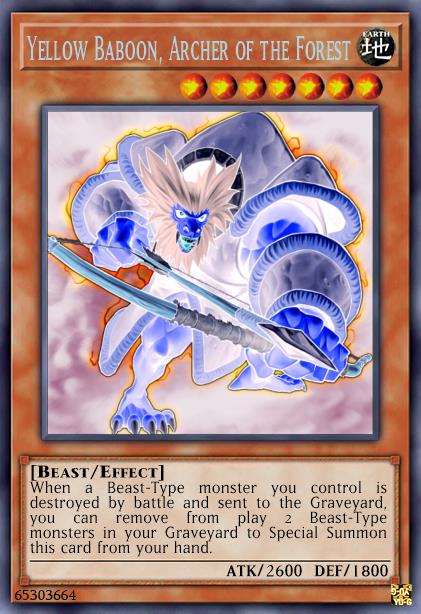 Yellow Baboon, Archer of the Forest
EARTH
地
[Beast/Effect]
When a Beast-Type monster you control is
destroyed by battle and sent to the Graveyard,
you can remove from play 2 Beast-Type
monsters in your Graveyard to Special Summon
this card from your hand.
ATK/2600 DEF/1800
65303664